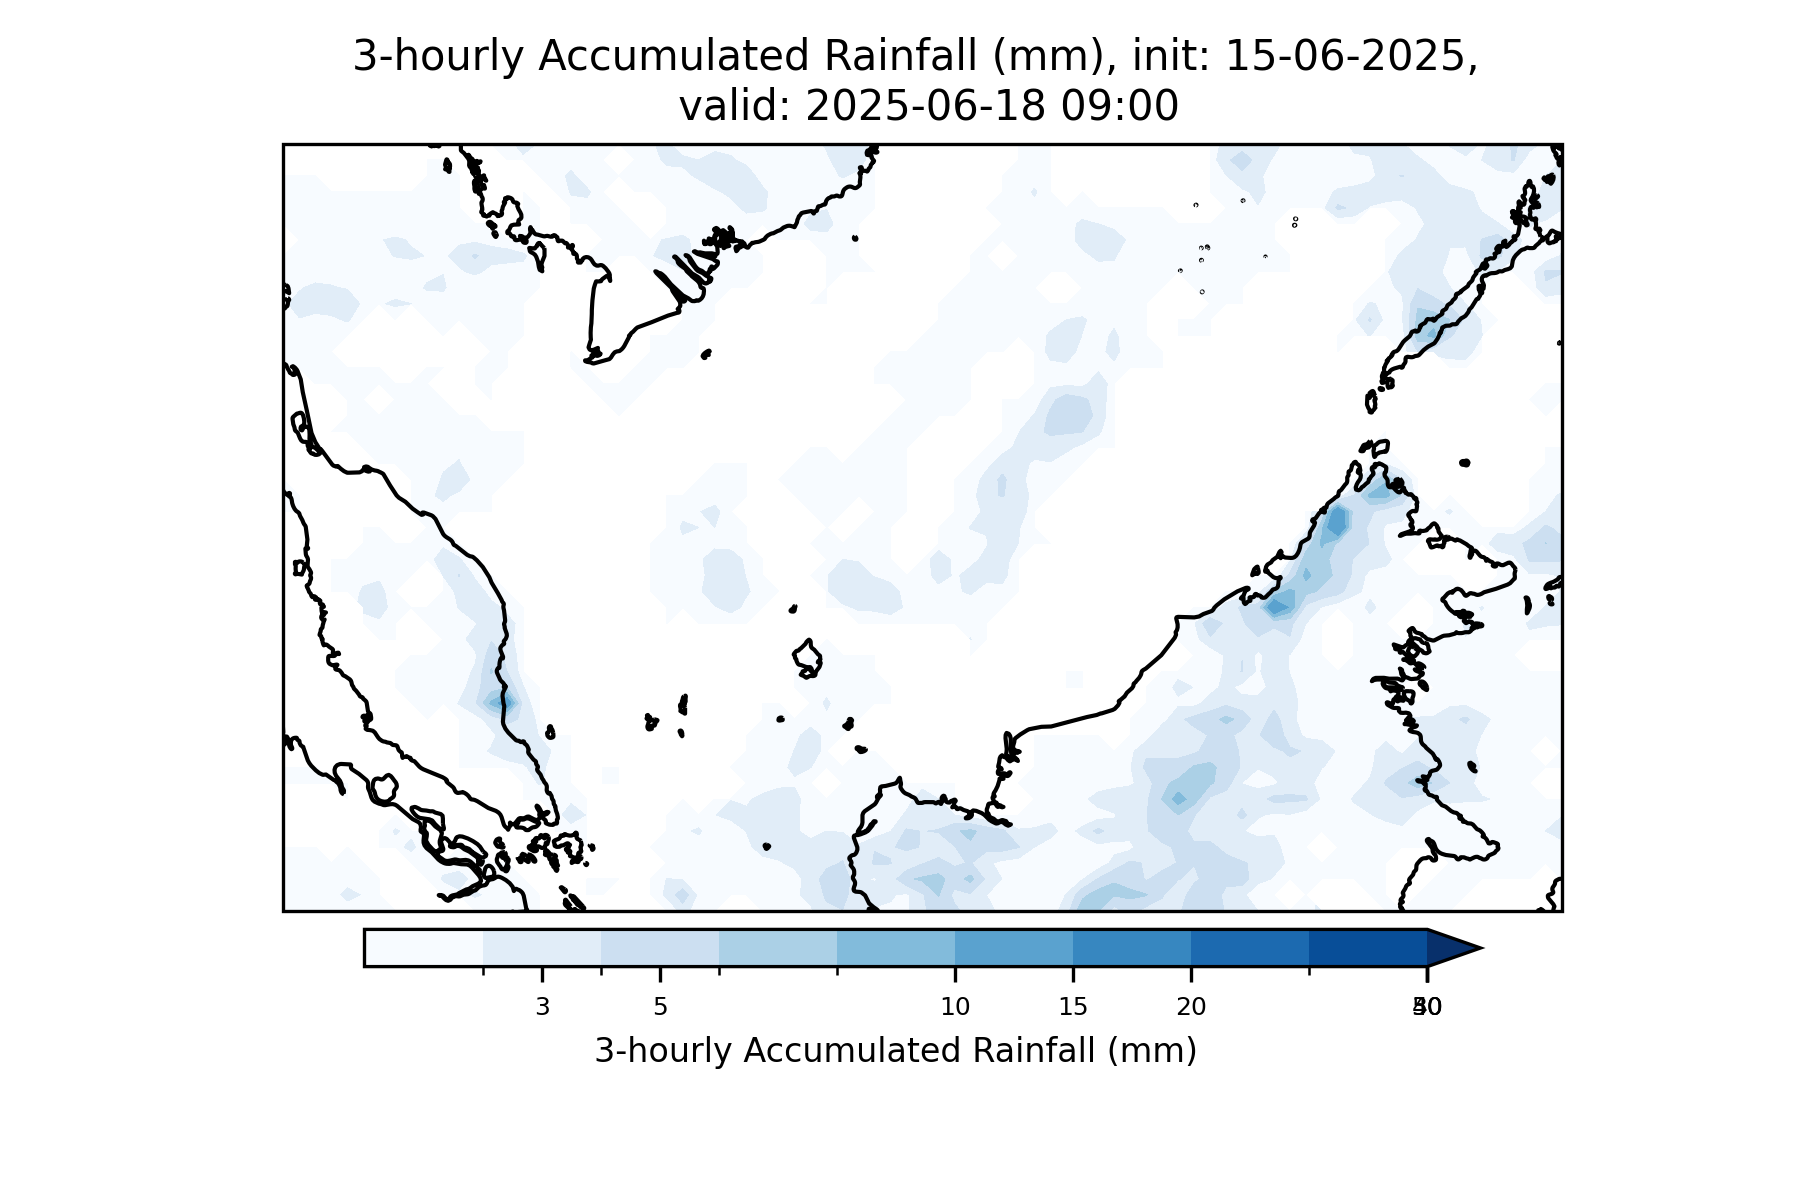 3-hourly Accumulated Rainfall (mm), init: 15-06-2025,
valid: 2025-06-18 09:00
3 5 10 15 20
3-hourly Accumulated Rainfall (mm)